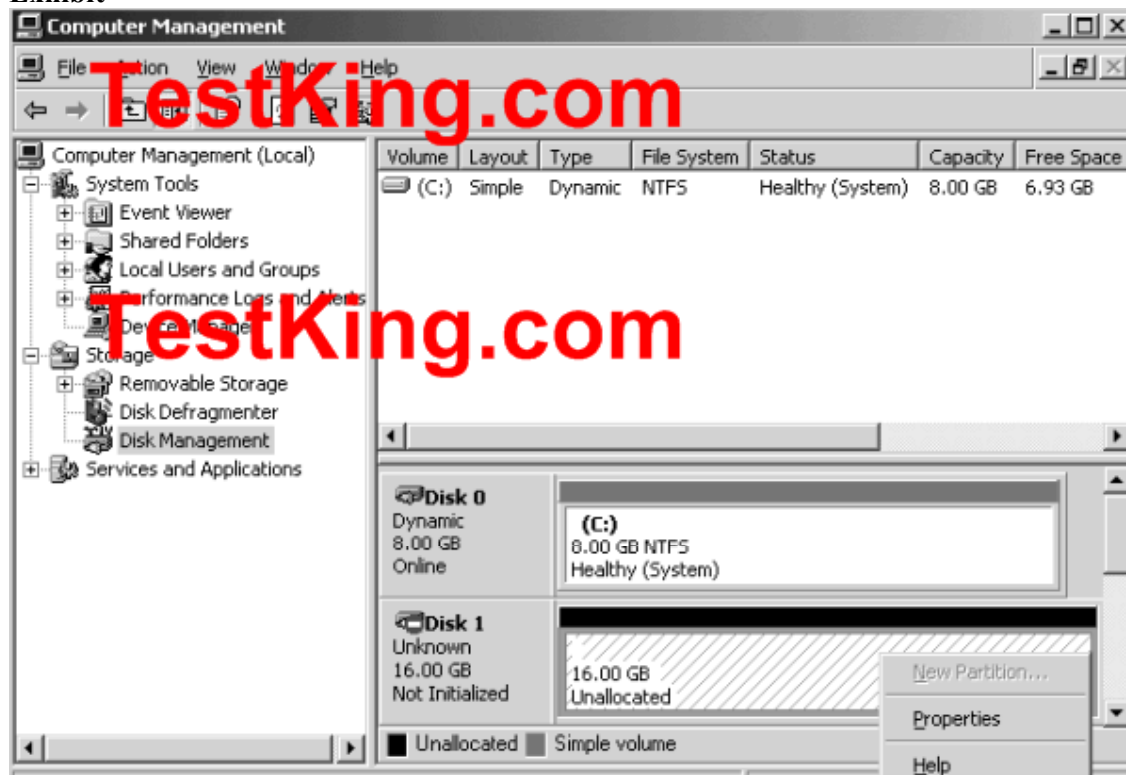 Computer Management
File Action View Window Help
TestKing.com
Computer Management (Local)
System Tools
Event Viewer
Shared Folders
Local Users and Groups
Performance Logs and Alerts
Device Manager
TestKing.com
Storage
Removable Storage
Disk Defragmenter
Disk Management
Services and Applications
Volume Layout Type File System Status Capacity Free Space
(C:) Simple Dynamic NTFS Healthy (System) 8.00 GB 6.93 GB
Disk 0
Dynamic
8.00 GB
Online
(C:)
8.00 GB NTFS
Healthy (System)
Disk 1
Unknown
16.00 GB
Not Initialized
16.00 GB
Unallocated
New Partition...
Properties
Help
Unallocated Simple volume